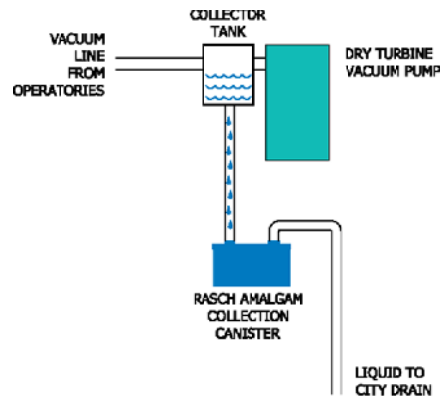 COLLECTOR
TANK
VACUUM
LINE
FROM
OPERATORIES
DRY TURBINE
VACUUM PUMP
RASCH AMALGAM
COLLECTION
CANISTER
LIQUID TO
CITY DRAIN